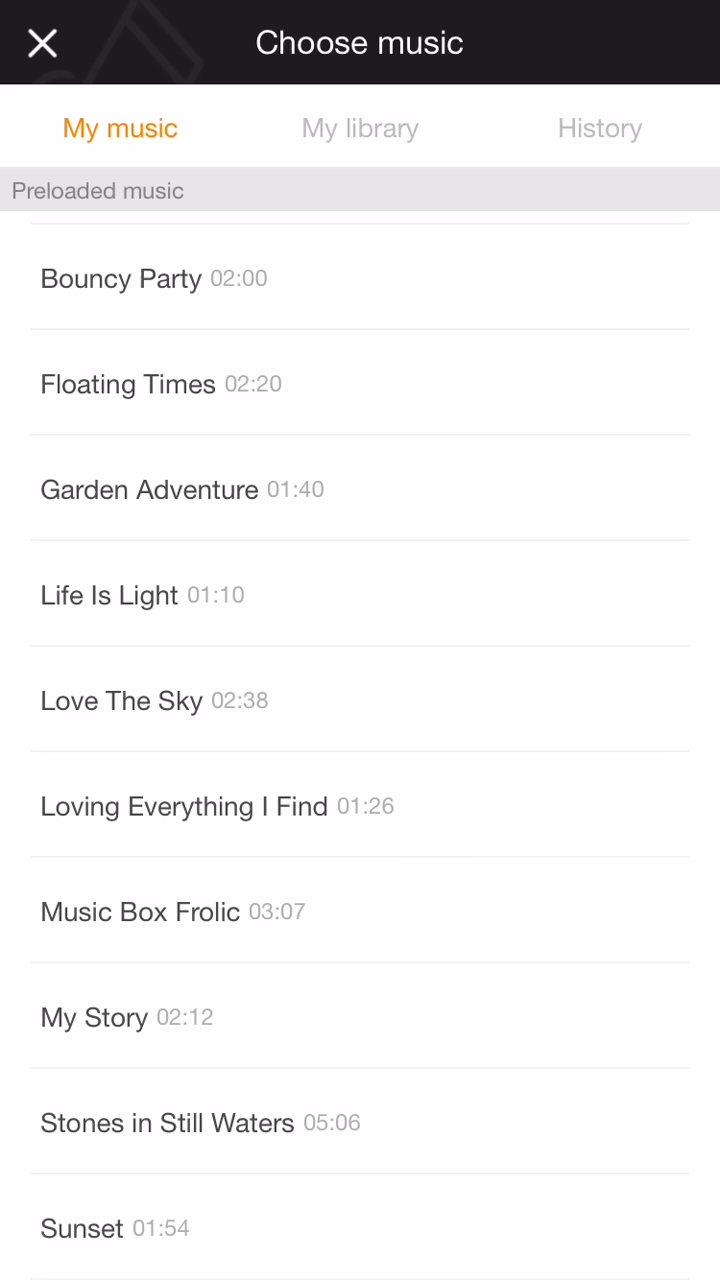 Choose music
My music My library History
Preloaded music
Bouncy Party 02:00
Floating Times 02:20
Garden Adventure 01:40
Life Is Light 01:10
Love The Sky 02:38
Loving Everything I Find 01:26
Music Box Frolic 03:07
My Story 02:12
Stones in Still Waters 05:06
Sunset 01:54